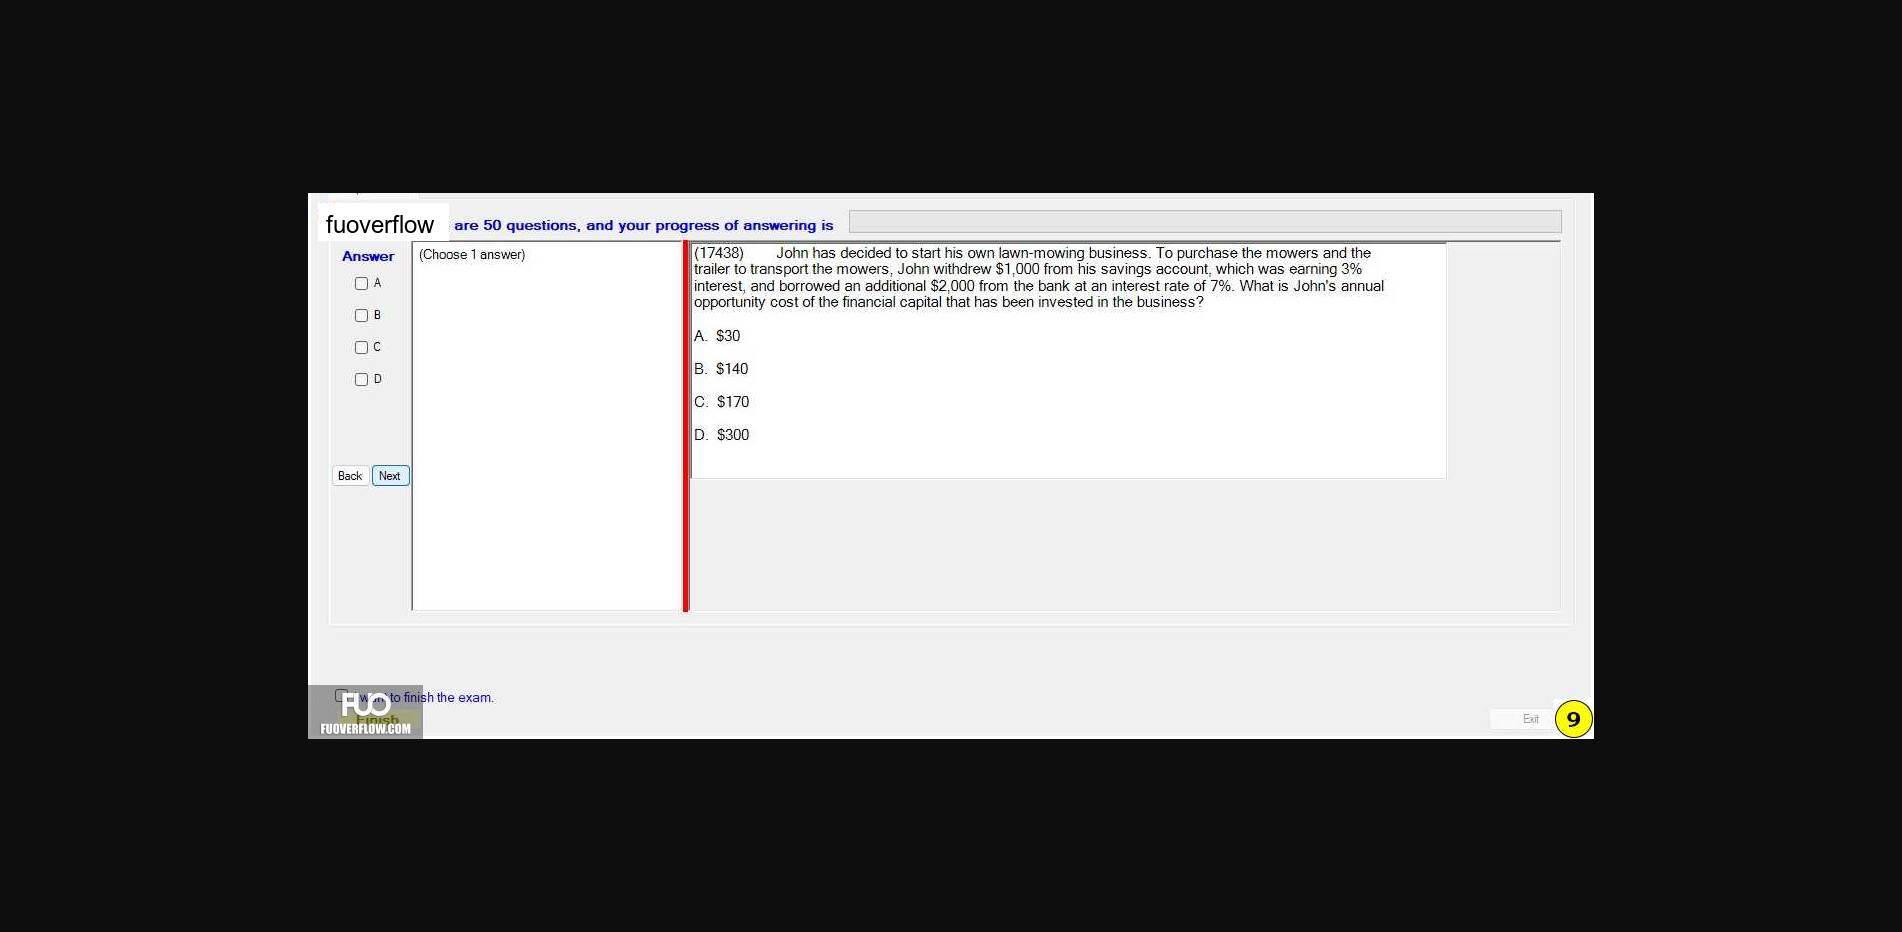 fuoverflow are 50 questions, and your progress of answering is
Answer
(Choose 1 answer)
A
B
C
D
Back Next
(17438) John has decided to start his own lawn-mowing business. To purchase the mowers and the
trailer to transport the mowers, John withdrew $1,000 from his savings account, which was earning 3%
interest, and borrowed an additional $2,000 from the bank at an interest rate of 7%. What is John's annual
opportunity cost of the financial capital that has been invested in the business?
A. $30
B. $140
C. $170
D. $300
want to finish the exam.
Finish
FUO
FUOVERFLOW.COM
Exit
9